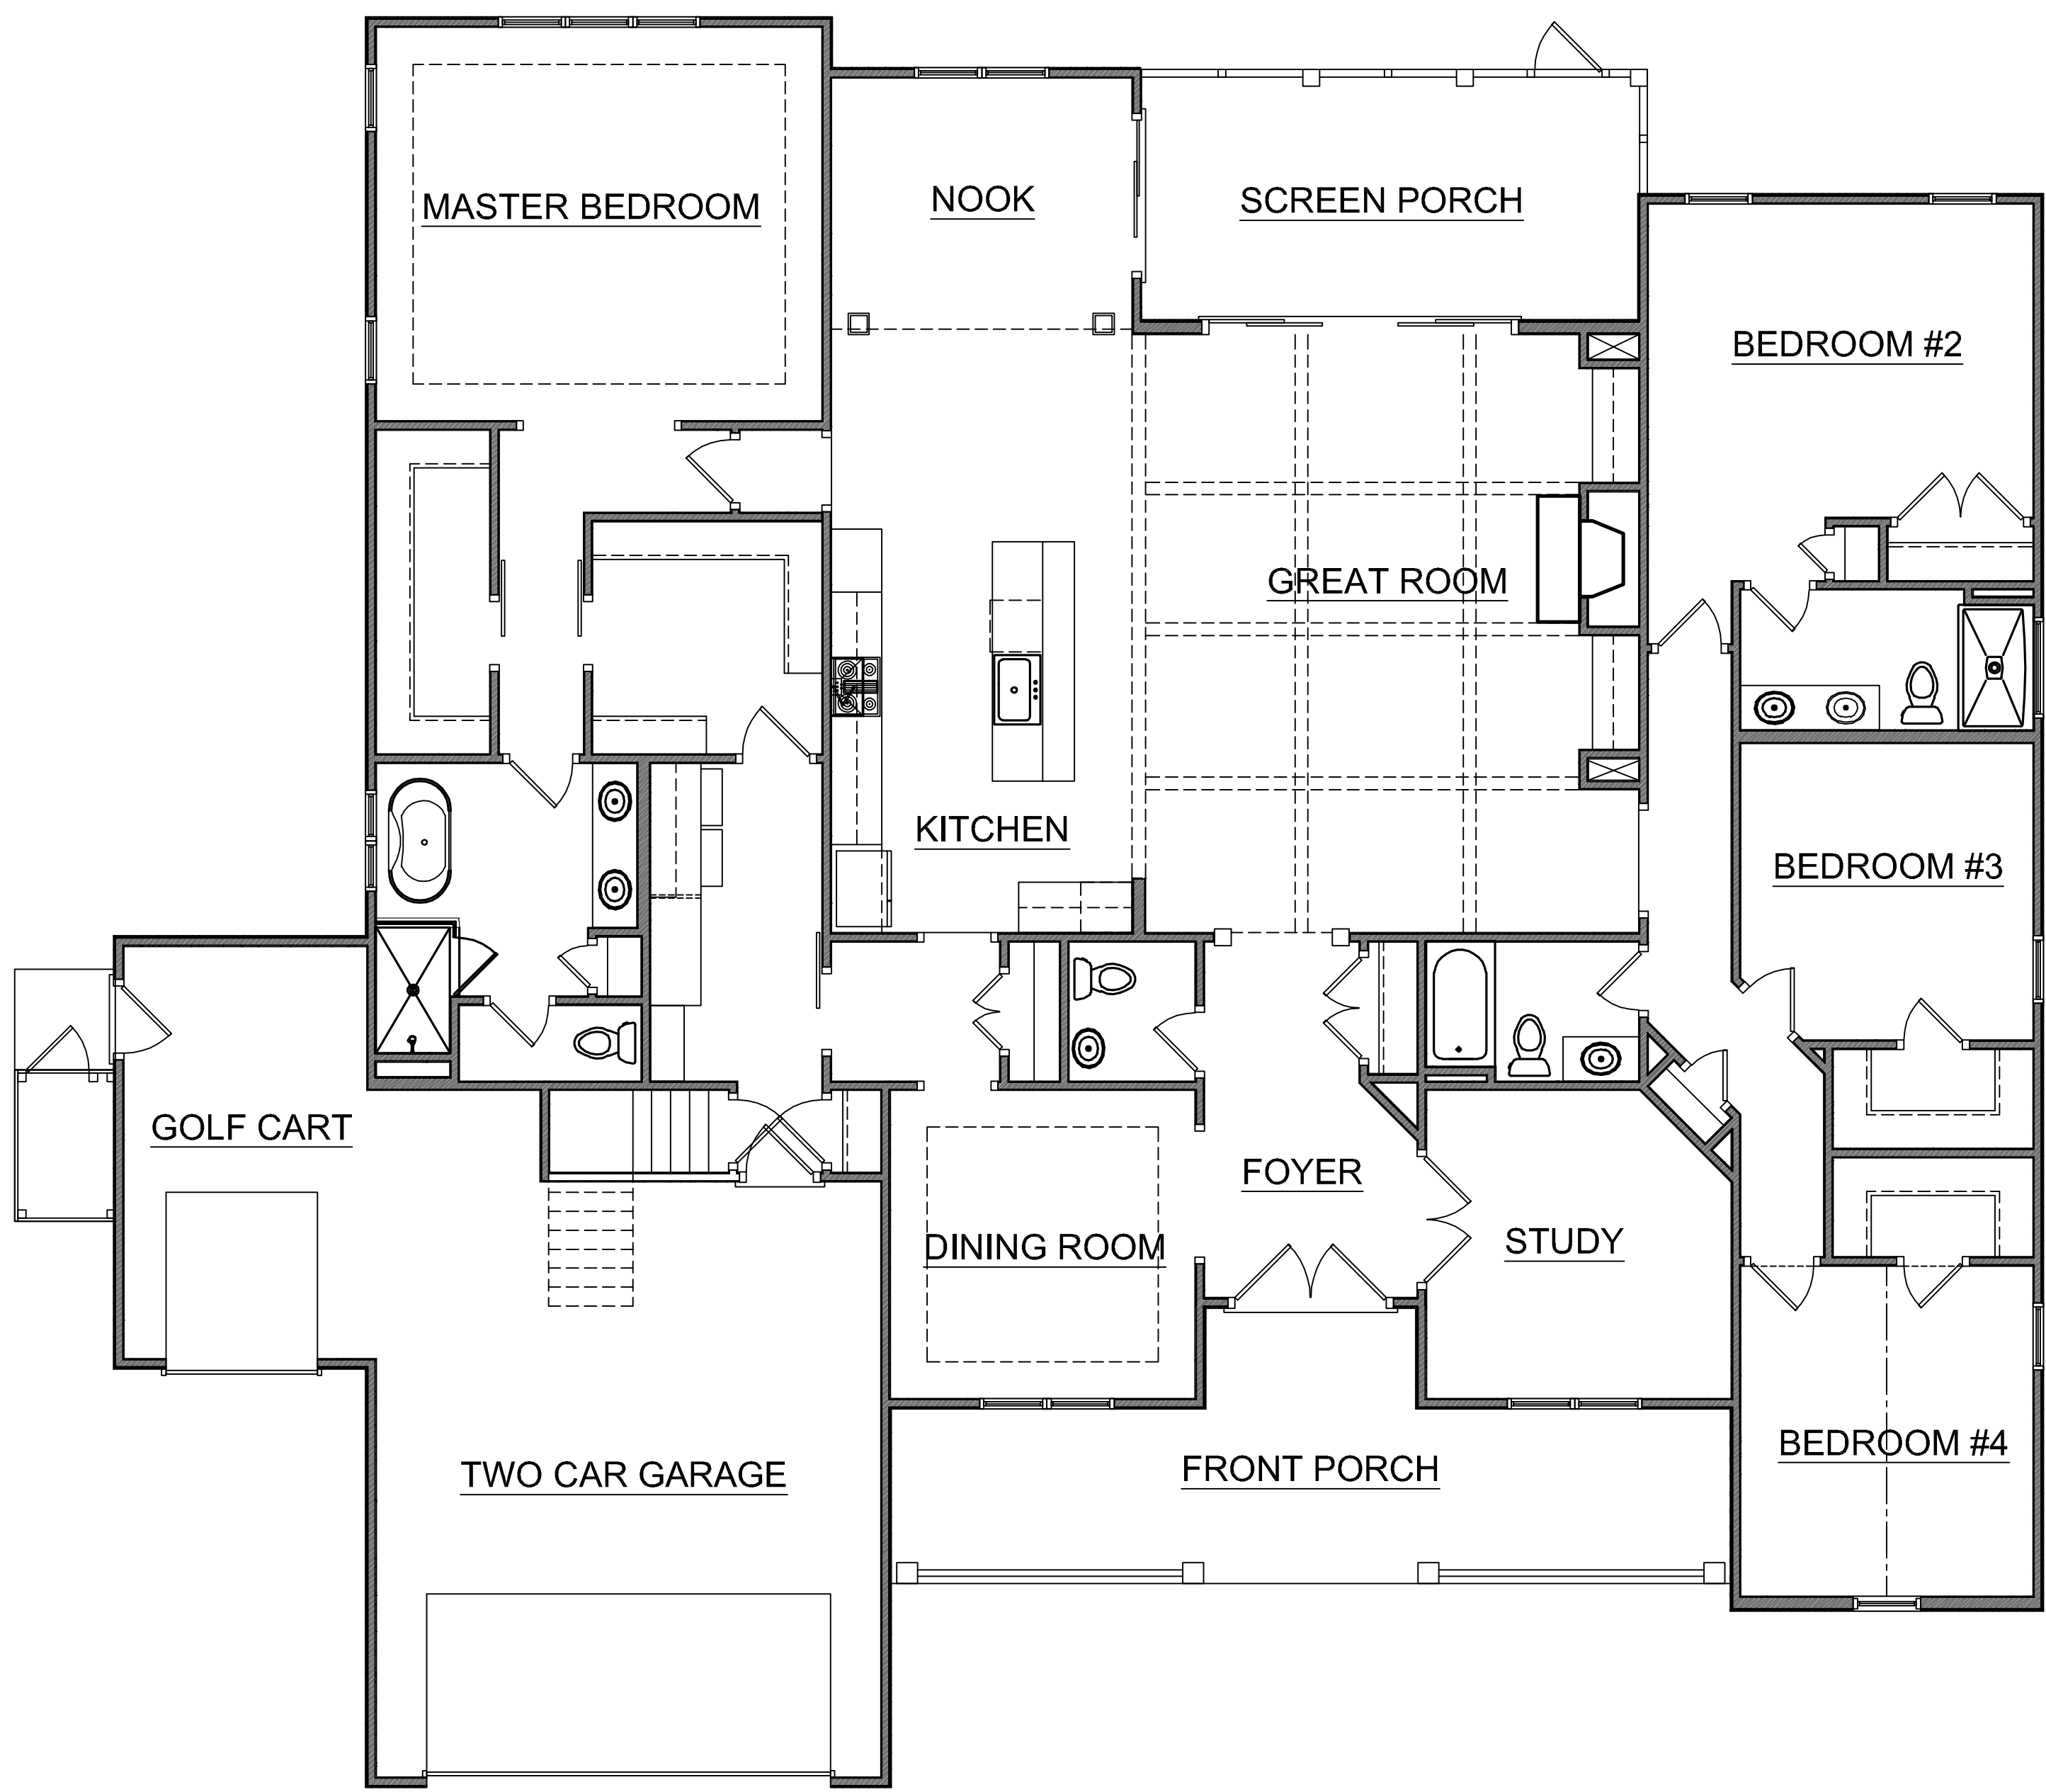 MASTER BEDROOM
NOOK
SCREEN PORCH
BEDROOM #2
GREAT ROOM
KITCHEN
BEDROOM #3
GOLF CART
FOYER
DINING ROOM
STUDY
BEDROOM #4
TWO CAR GARAGE
FRONT PORCH